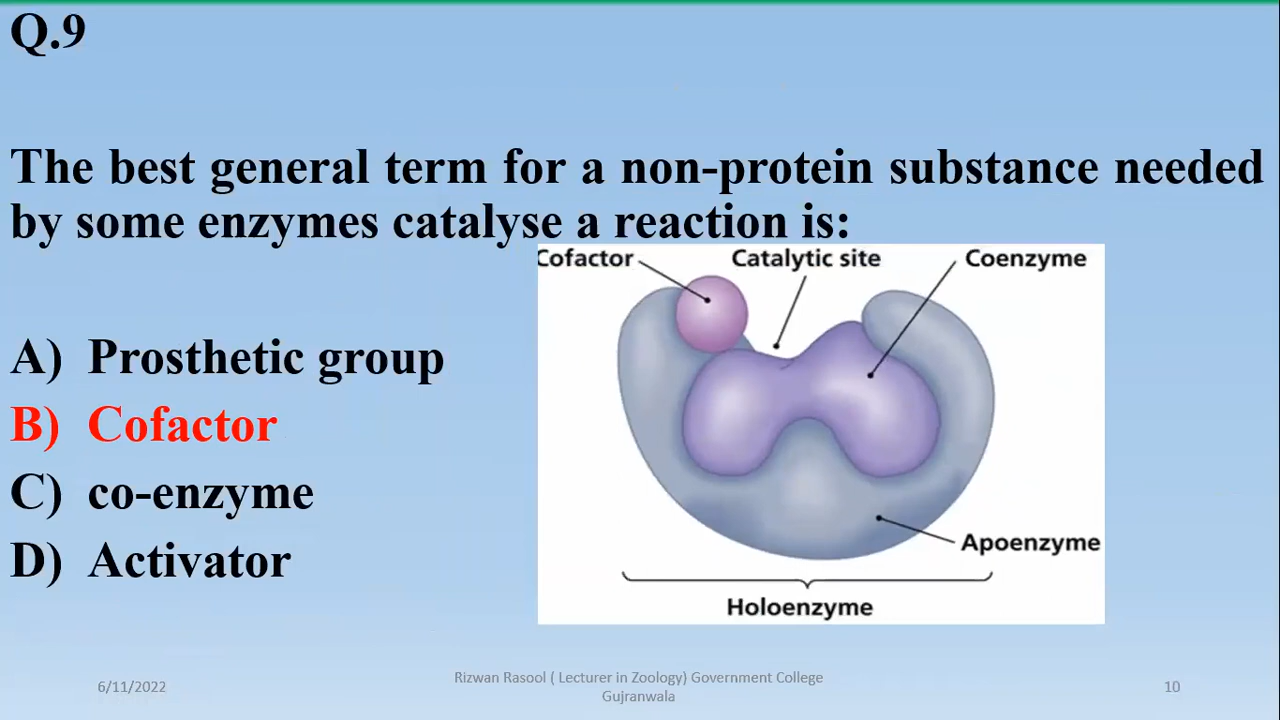 Q.9
The best general term for a non-protein substance needed
by some enzymes catalyse a reaction is:
A) Prosthetic group
B) Cofactor
C) co-enzyme
D) Activator
Cofactor
Catalytic site
Coenzyme
Apoenzyme
Holoenzyme
6/11/2022
Rizwan Rasool ( Lecturer in Zoology) Government College
Gujranwala
10